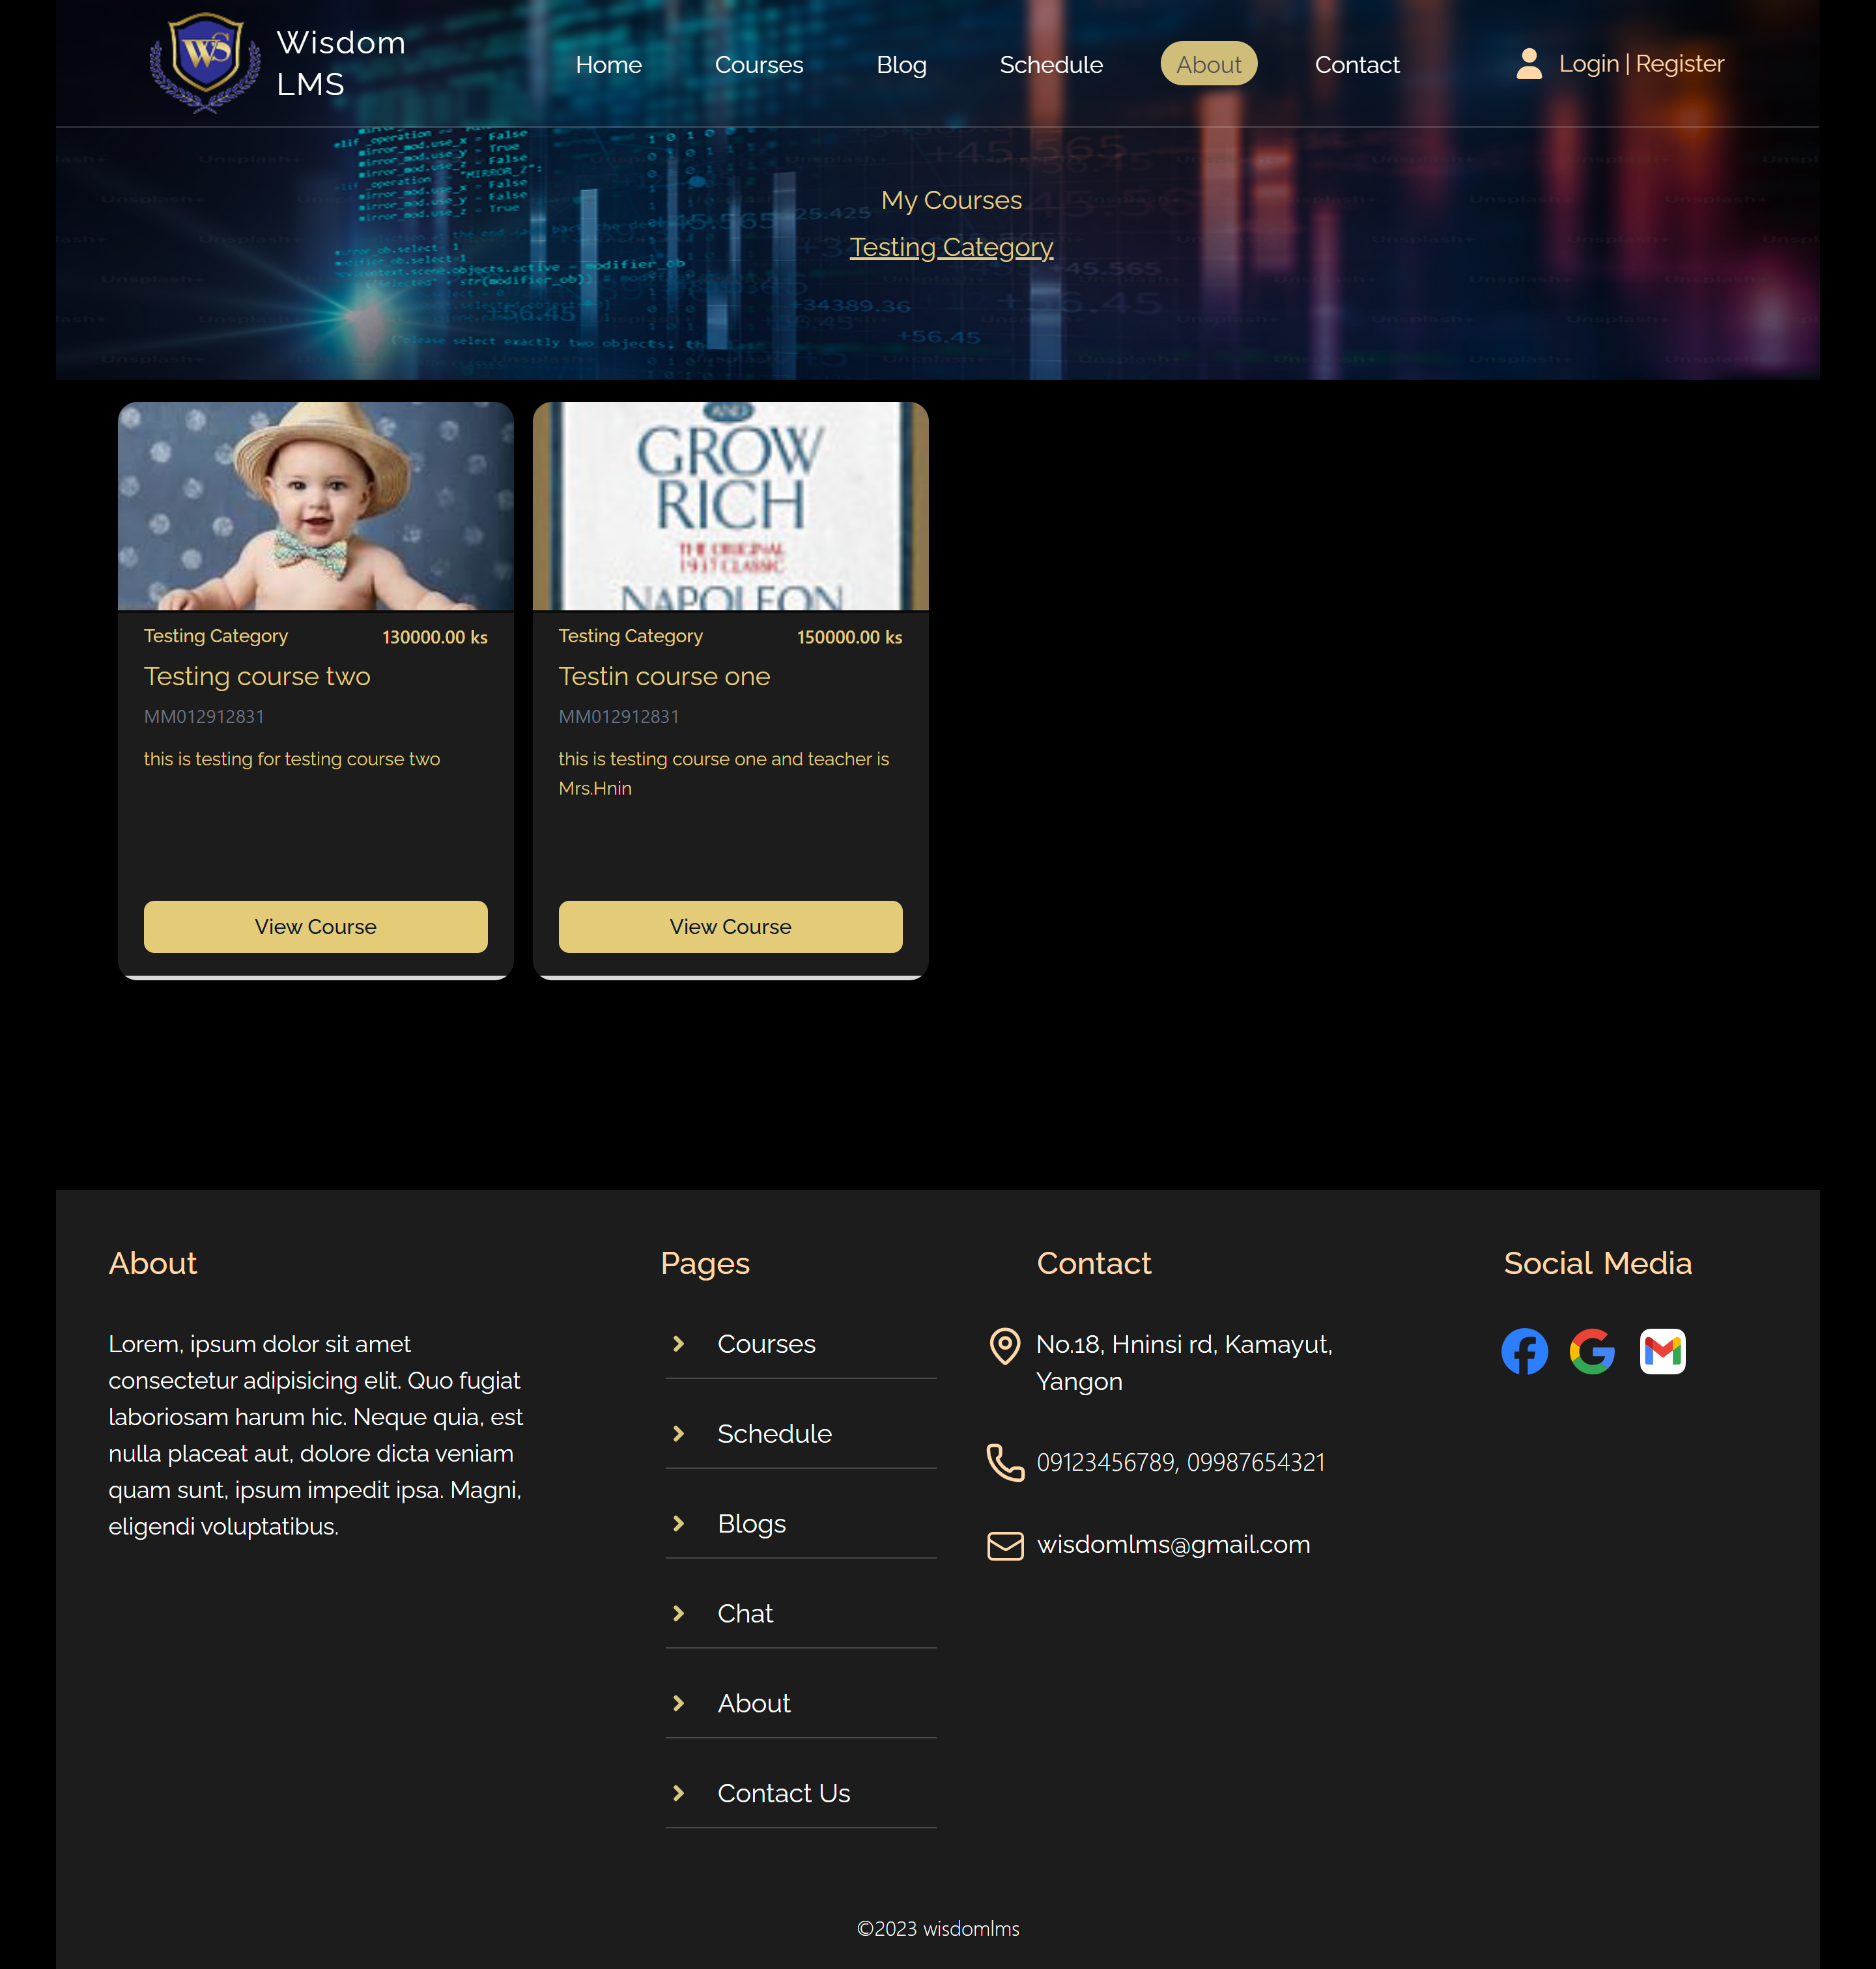 WS
Wisdom
LMS
Home
Courses
Blog
Schedule
About
Contact
Login | Register
My Courses
Testing Category
AND
GROW
RICH
THE ORIGINAL
1937 CLASSIC
NAPOLEON
Testing Category
130000.00 ks
Testing course two
MM012912831
this is testing for testing course two
View Course
Testing Category
150000.00 ks
Testin course one
MM012912831
this is testing course one and teacher is
Mrs.Hnin
View Course
About
Lorem, ipsum dolor sit amet
consectetur adipisicing elit. Quo fugiat
laboriosam harum hic. Neque quia, est
nulla placeat aut, dolore dicta veniam
quam sunt, ipsum impedit ipsa. Magni,
eligendi voluptatibus.
Pages
Courses
Schedule
Blogs
Chat
About
Contact Us
Contact
No.18, Hninsi rd, Kamayut,
Yangon
09123456789, 09987654321
wisdomlms@gmail.com
Social Media
©2023 wisdomlms